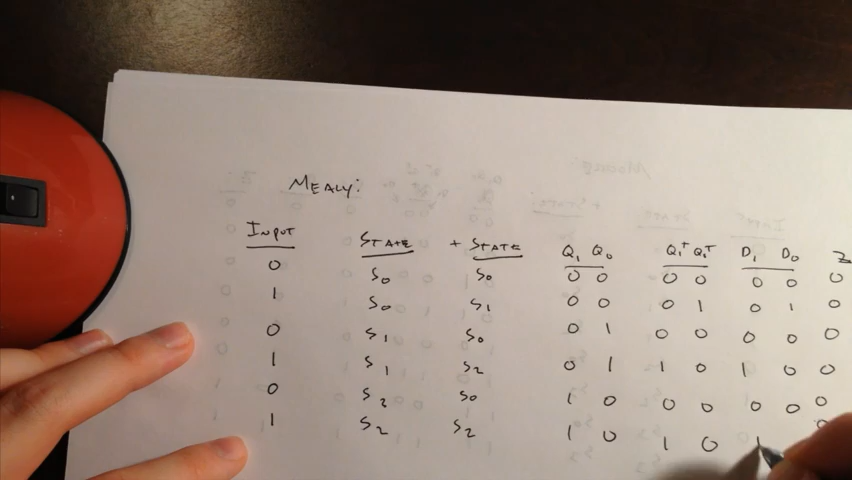 MEALY:
INPUT STATE + STATE Q1 Q0 Q1+ Q1+ D1 D0 Z
0 S0 S0 0 0 0 0 0 0 0
1 S0 S1 0 0 0 1 0 1 0
0 S1 S0 0 1 0 0 0 0 0
1 S1 S2 0 1 1 0 1 0 0
0 S2 S0 1 0 0 0 0 0 0
1 S2 S2 1 0 1 0 1